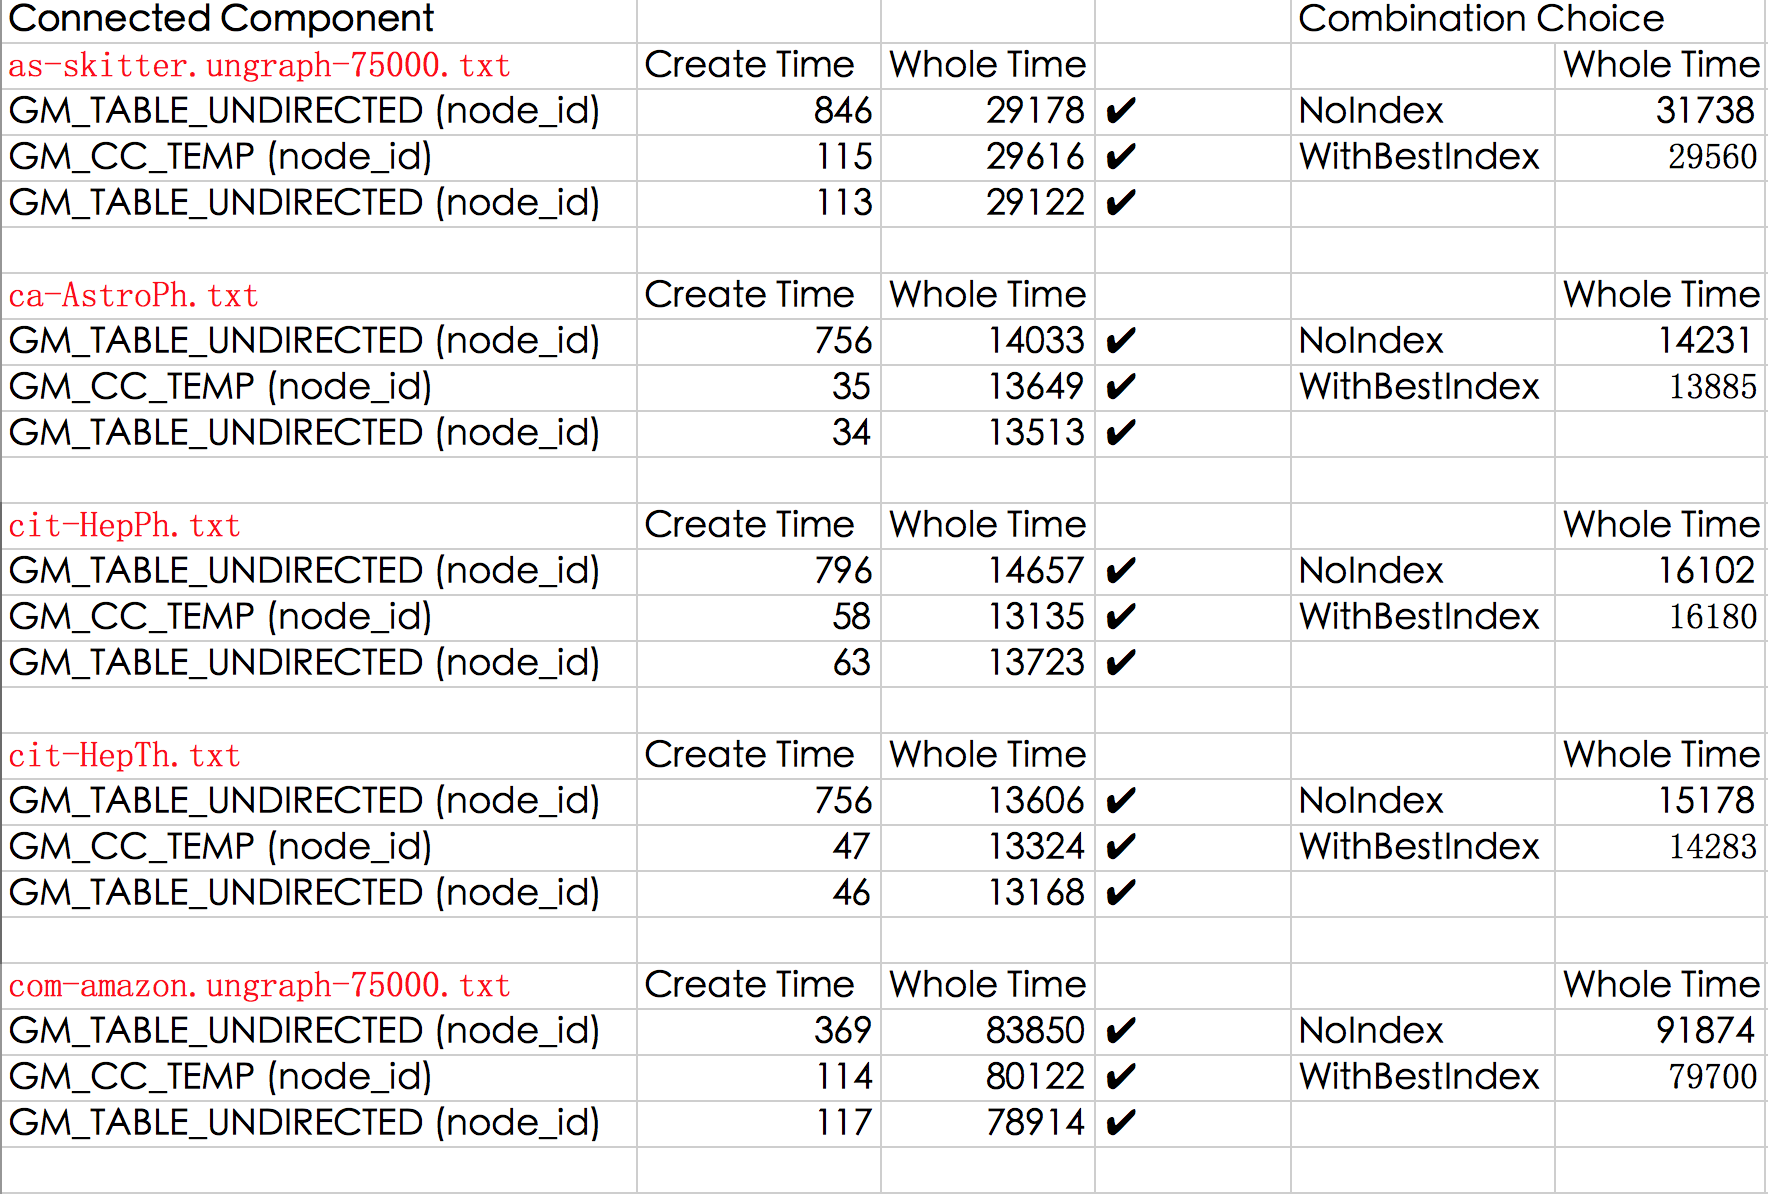 Connected Component Combination Choice
as-skitter.ungraph-75000.txt Create Time Whole Time Whole Time
GM_TABLE_UNDIRECTED (node_id) 846 29178 ✔ NoIndex 31738
GM_CC_TEMP (node_id) 115 29616 ✔ WithBestIndex 29560
GM_TABLE_UNDIRECTED (node_id) 113 29122 ✔
ca-AstroPh.txt Create Time Whole Time Whole Time
GM_TABLE_UNDIRECTED (node_id) 756 14033 ✔ NoIndex 14231
GM_CC_TEMP (node_id) 35 13649 ✔ WithBestIndex 13885
GM_TABLE_UNDIRECTED (node_id) 34 13513 ✔
cit-HepPh.txt Create Time Whole Time Whole Time
GM_TABLE_UNDIRECTED (node_id) 796 14657 ✔ NoIndex 16102
GM_CC_TEMP (node_id) 58 13135 ✔ WithBestIndex 16180
GM_TABLE_UNDIRECTED (node_id) 63 13723 ✔
cit-HepTh.txt Create Time Whole Time Whole Time
GM_TABLE_UNDIRECTED (node_id) 756 13606 ✔ NoIndex 15178
GM_CC_TEMP (node_id) 47 13324 ✔ WithBestIndex 14283
GM_TABLE_UNDIRECTED (node_id) 46 13168 ✔
com-amazon.ungraph-75000.txt Create Time Whole Time Whole Time
GM_TABLE_UNDIRECTED (node_id) 369 83850 ✔ NoIndex 91874
GM_CC_TEMP (node_id) 114 80122 ✔ WithBestIndex 79700
GM_TABLE_UNDIRECTED (node_id) 117 78914 ✔